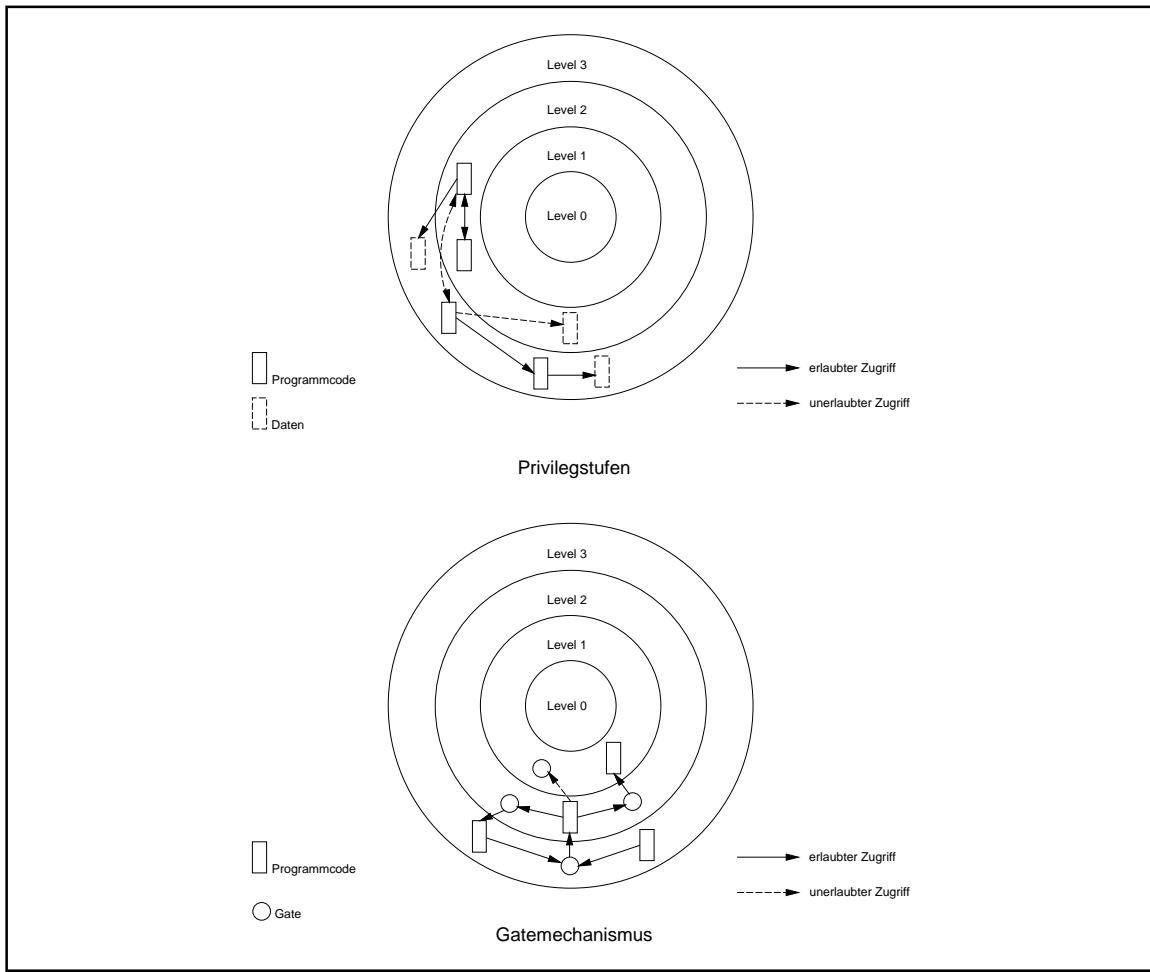 Level 3
Level 2
Level 1
Level 0
Programmcode
Daten
erlaubter Zugriff
unerlaubter Zugriff
Privilegstufen
Level 3
Level 2
Level 1
Level 0
Programmcode
Gate
erlaubter Zugriff
unerlaubter Zugriff
Gatemechanismus